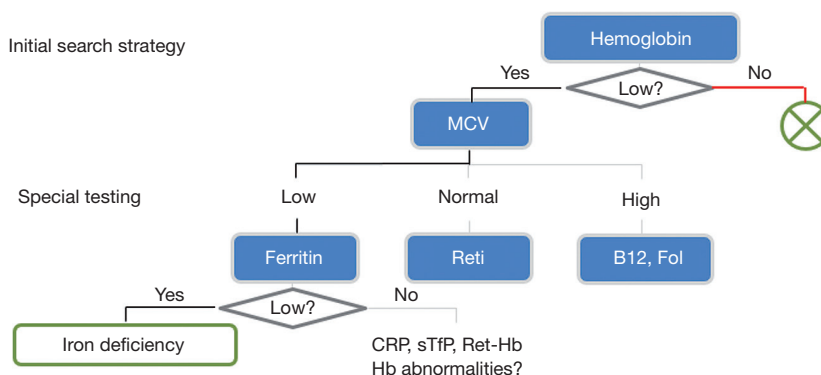 Initial search strategy
Hemoglobin
Yes
Low?
No
MCV
Special testing
Low
Normal
High
Ferritin
Reti
B12, Fol
Yes
Low?
No
Iron deficiency
CRP, sTfP, Ret-Hb
Hb abnormalities?